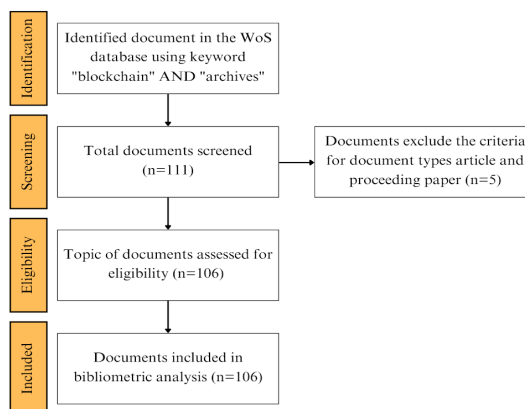 Identification
Identified document in the WoS
database using keyword
"blockchain" AND "archives"
Screening
Total documents screened
(n=111)
Documents exclude the criteria
for document types article and
proceeding paper (n=5)
Eligibility
Topic of documents assessed for
eligibility (n=106)
Included
Documents included in
bibliometric analysis (n=106)